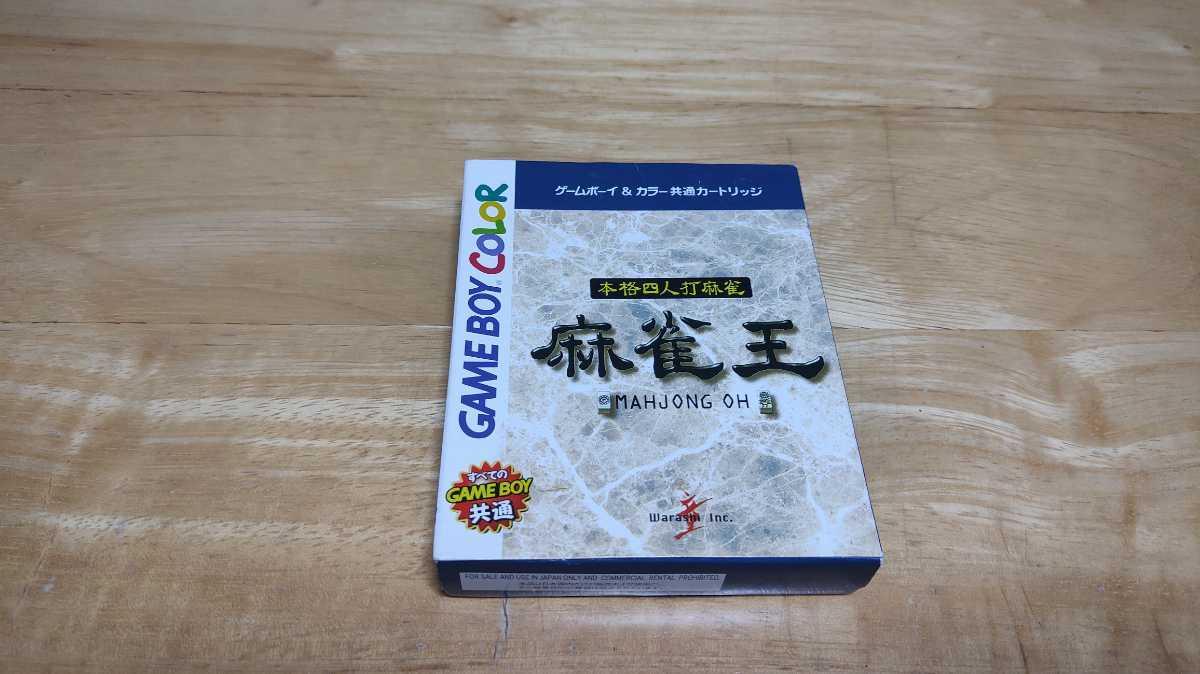 ゲームボーイ & カラー共通カートリッジ
GAME BOY COLOR
本格四人打麻雀
麻雀王
MAHJONG OH
すべての
GAME BOY
共通
Warashi Inc.
FOR SALE AND USE IN JAPAN ONLY AND COMMERCIAL RENTAL PROHIBITED.